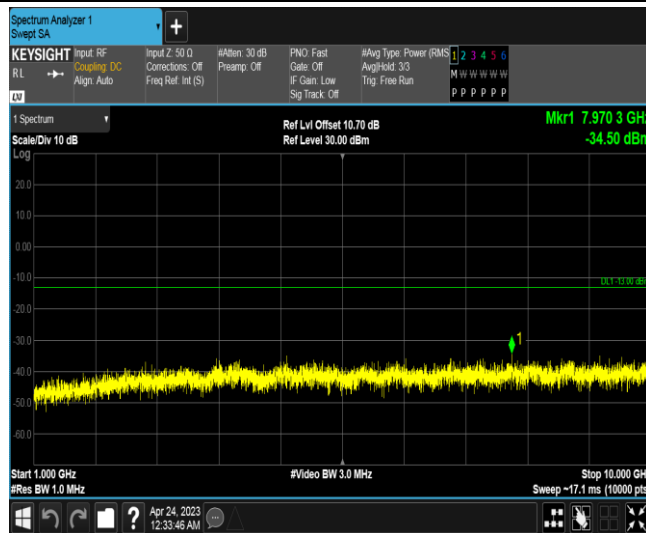 Spectrum Analyzer 1
Swept SA
+
KEYSIGHT Input: RF Input Z: 50 Ω #Atten: 30 dB PNO: Fast #Avg Type: Power (RMS 1 2 3 4 5 6
RL Coupling: DC Corrections: Off Preamp: Off Gate: Off Avg|Hold: 3/3 M W W W W W
Align: Auto Freq Ref: Int (S) IF Gain: Low Trig: Free Run
LXI Sig Track: Off P P P P P P
1 Spectrum Ref Lvl Offset 10.70 dB Mkr1 7.970 3 GHz
Scale/Div 10 dB Ref Level 30.00 dBm -34.50 dBm
Log
20.0
10.0
0.00
-10.0
DL1 -13.00 dBm
-20.0
-30.0
1
-40.0
-50.0
-60.0
Start 1.000 GHz #Video BW 3.0 MHz Stop 10.000 GHz
#Res BW 1.0 MHz Sweep ~17.1 ms (10000 pts
? Apr 24, 2023
12:33:46 AM